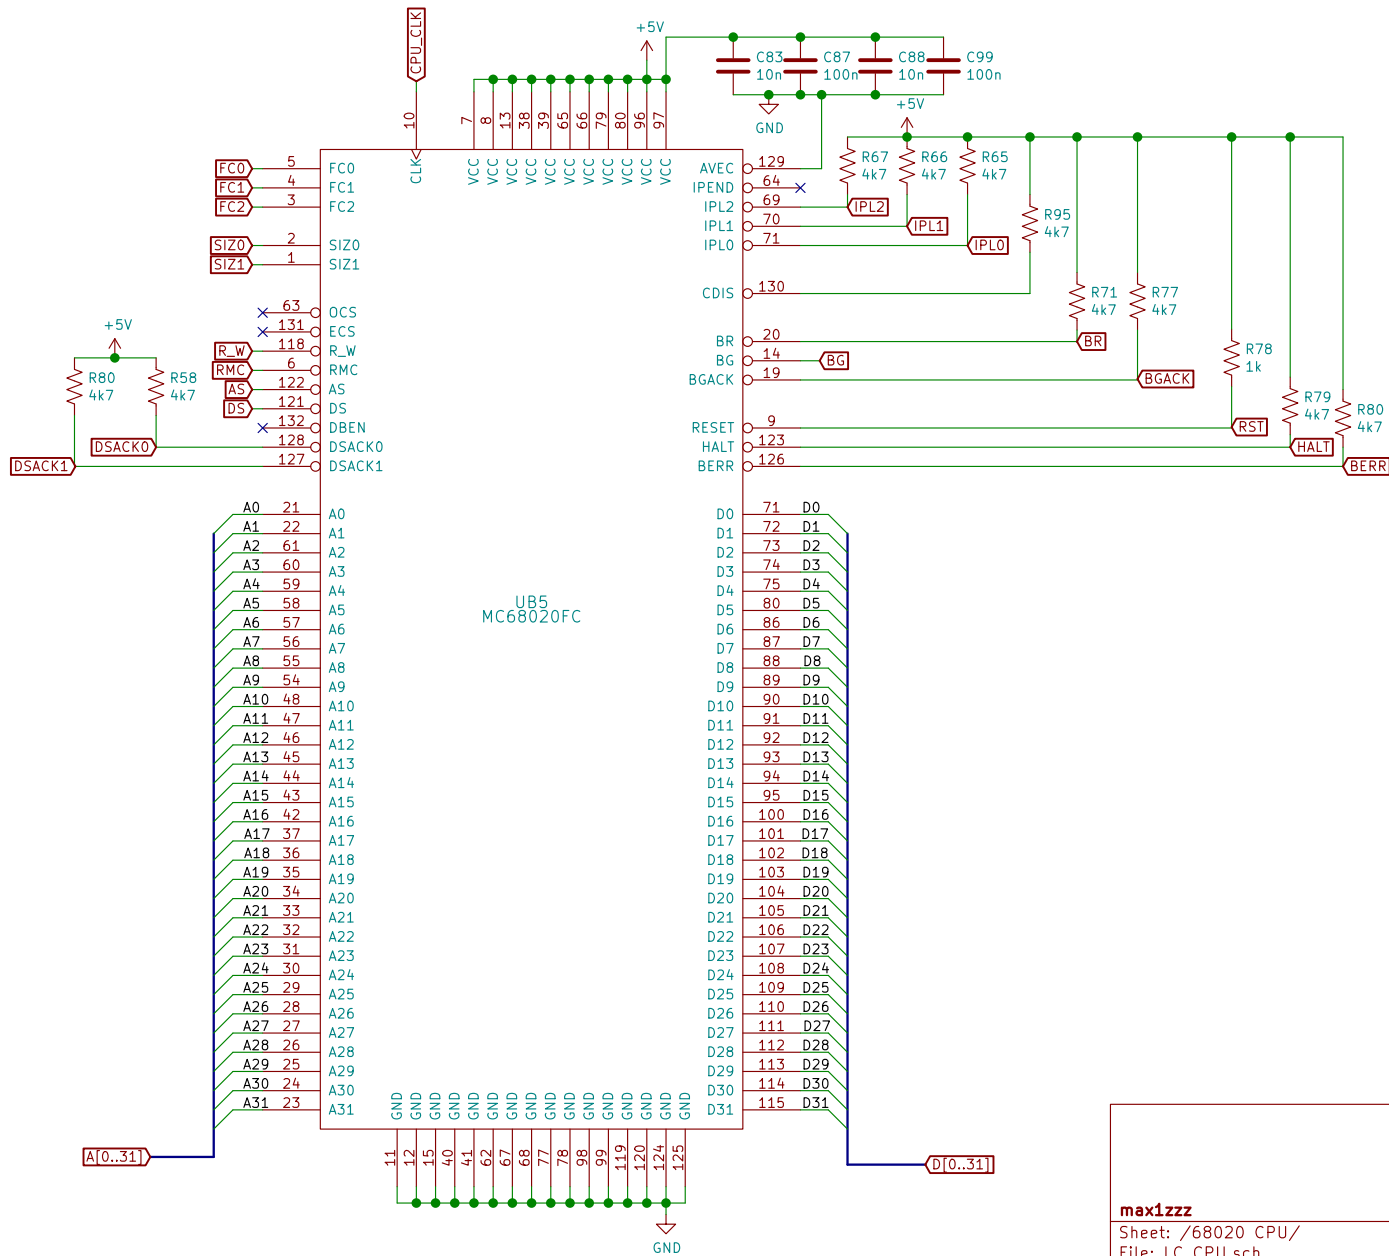 CPU_CLK
+5V
C83 10n
C87 100n
C88 10n
C99 100n
GND
+5V
10
7 8 13 38 39 65 66 79 80 96 97
CLK
VCC VCC VCC VCC VCC VCC VCC VCC VCC VCC VCC
R67 4k7
R66 4k7
R65 4k7
FC0 5 FC0
FC1 4 FC1
FC2 3 FC2
SIZ0 2 SIZ0
SIZ1 1 SIZ1
AVEC 129
IPEND 64
IPL2 69 IPL2
IPL1 70 IPL1
IPL0 71 IPL0
R95 4k7
CDIS 130
R71 4k7
R77 4k7
63 OCS
131 ECS
R_W 118 R_W
RMC 6 RMC
AS 122 AS
DS 121 DS
132 DBEN
DSACK0 128 DSACK0
DSACK1 127 DSACK1
+5V
R80 4k7
R58 4k7
BR 20 BR
BG 14 BG
BGACK 19 BGACK
R78 1k
R79 4k7
R80 4k7
RESET 9 RST
HALT 123 HALT
BERR 126 BERR
A0 21 A0
A1 22 A1
A2 61 A2
A3 60 A3
A4 59 A4
A5 58 A5
A6 57 A6
A7 56 A7
A8 55 A8
A9 54 A9
A10 48 A10
A11 47 A11
A12 46 A12
A13 45 A13
A14 44 A14
A15 43 A15
A16 42 A16
A17 37 A17
A18 36 A18
A19 35 A19
A20 34 A20
A21 33 A21
A22 32 A22
A23 31 A23
A24 30 A24
A25 29 A25
A26 28 A26
A27 27 A27
A28 26 A28
A29 25 A29
A30 24 A30
A31 23 A31
UB5
MC68020FC
D0 71 D0
D1 72 D1
D2 73 D2
D3 74 D3
D4 75 D4
D5 80 D5
D6 86 D6
D7 87 D7
D8 88 D8
D9 89 D9
D10 90 D10
D11 91 D11
D12 92 D12
D13 93 D13
D14 94 D14
D15 95 D15
D16 100 D16
D17 101 D17
D18 102 D18
D19 103 D19
D20 104 D20
D21 105 D21
D22 106 D22
D23 107 D23
D24 108 D24
D25 109 D25
D26 110 D26
D27 111 D27
D28 112 D28
D29 113 D29
D30 114 D30
D31 115 D31
GND GND GND GND GND GND GND GND GND GND GND GND GND GND GND GND
11 12 15 40 41 62 67 68 77 78 98 99 119 120 124 125
A[0..31]
D[0..31]
GND
max1zzz
Sheet: /68020 CPU/
File: LC_CPU.sch